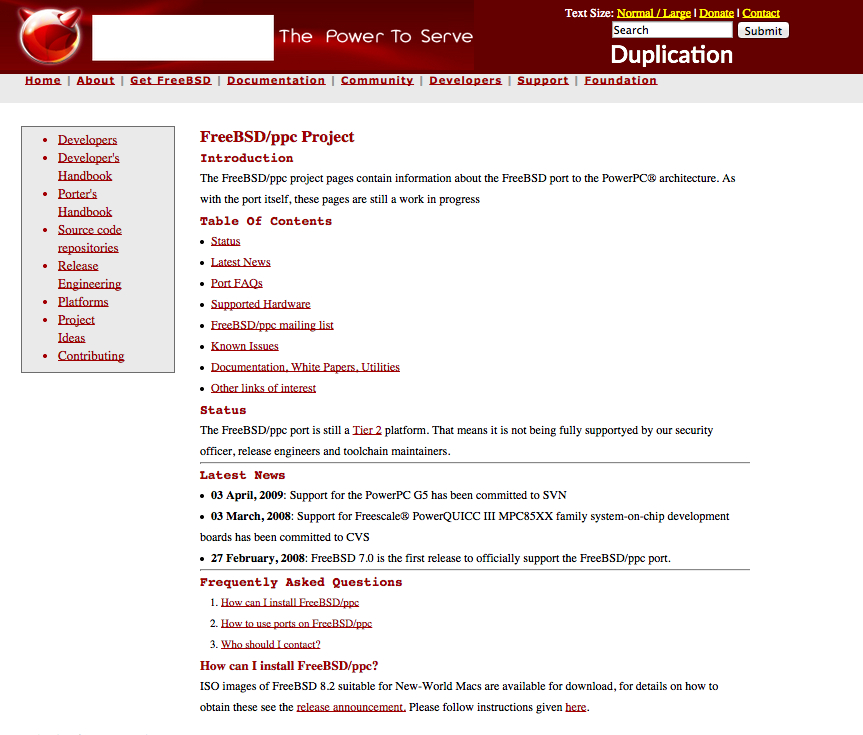 Text Size: Normal / Large | Donate | Contact
The Power To Serve
Search
Submit
Duplication
Home | About | Get FreeBSD | Documentation | Community | Developers | Support | Foundation
• Developers
• Developer's
Handbook
• Porter's
Handbook
• Source code
repositories
• Release
Engineering
• Platforms
• Project
Ideas
• Contributing
FreeBSD/ppc Project
Introduction
The FreeBSD/ppc project pages contain information about the FreeBSD port to the PowerPC® architecture. As
with the port itself, these pages are still a work in progress
Table Of Contents
• Status
• Latest News
• Port FAQs
• Supported Hardware
• FreeBSD/ppc mailing list
• Known Issues
• Documentation, White Papers, Utilities
• Other links of interest
Status
The FreeBSD/ppc port is still a Tier 2 platform. That means it is not being fully supportyed by our security
officer, release engineers and toolchain maintainers.
Latest News
• 03 April, 2009: Support for the PowerPC G5 has been committed to SVN
• 03 March, 2008: Support for Freescale® PowerQUICC III MPC85XX family system-on-chip development
boards has been committed to CVS
• 27 February, 2008: FreeBSD 7.0 is the first release to officially support the FreeBSD/ppc port.
Frequently Asked Questions
1. How can I install FreeBSD/ppc
2. How to use ports on FreeBSD/ppc
3. Who should I contact?
How can I install FreeBSD/ppc?
ISO images of FreeBSD 8.2 suitable for New-World Macs are available for download, for details on how to
obtain these see the release announcement. Please follow instructions given here.